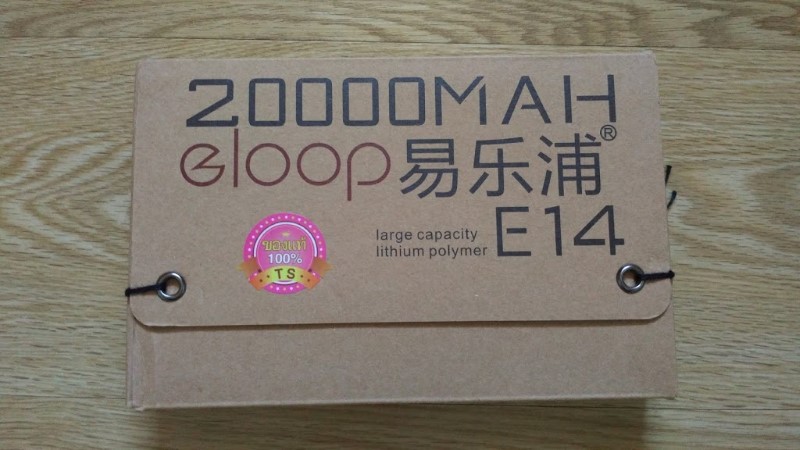 20000MAH
eloop易乐浦®
large capacity
lithium polymer
E14
ของแท้
100%
TS